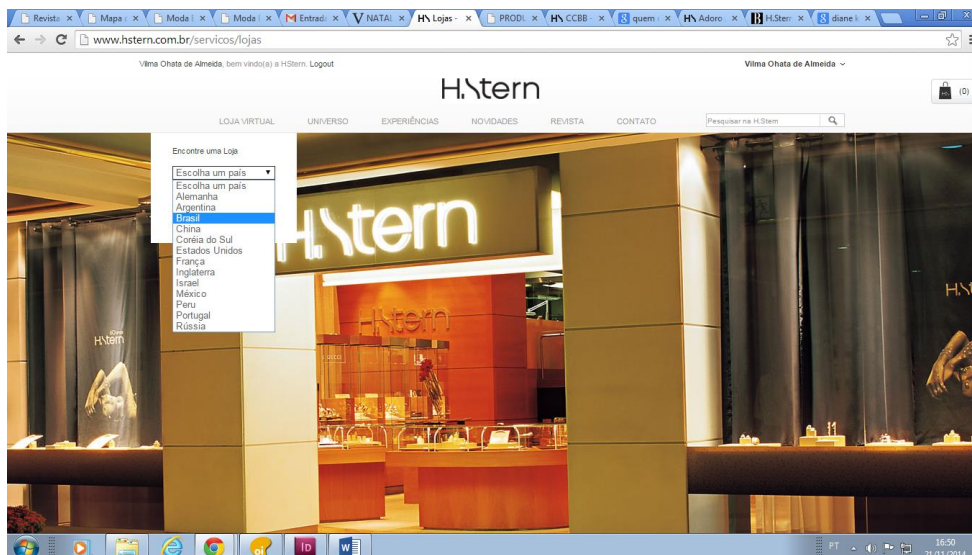 Revista
Mapa
Moda
Moda
Entrada
NATAL
HS Lojas -
PRODU
HS CCBB -
quem
HS Adoro
H.Stern
diane
www.hstern.com.br/servicos/lojas
Vilma Ohata de Almeida, bem vindo(a) a HStern. Logout
Vilma Ohata de Almeida
H.Stern
(0)
LOJA VIRTUAL
UNIVERSO
EXPERIÊNCIAS
NOVIDADES
REVISTA
CONTATO
Pesquisar na H.Stern
Encontre uma Loja
Escolha um país
Escolha um país
Alemanha
Argentina
Brasil
China
Coréia do Sul
Estados Unidos
França
Inglaterra
Israel
México
Peru
Portugal
Rússia
H.Stern
H.Stern
H.Stern
PT
16:50